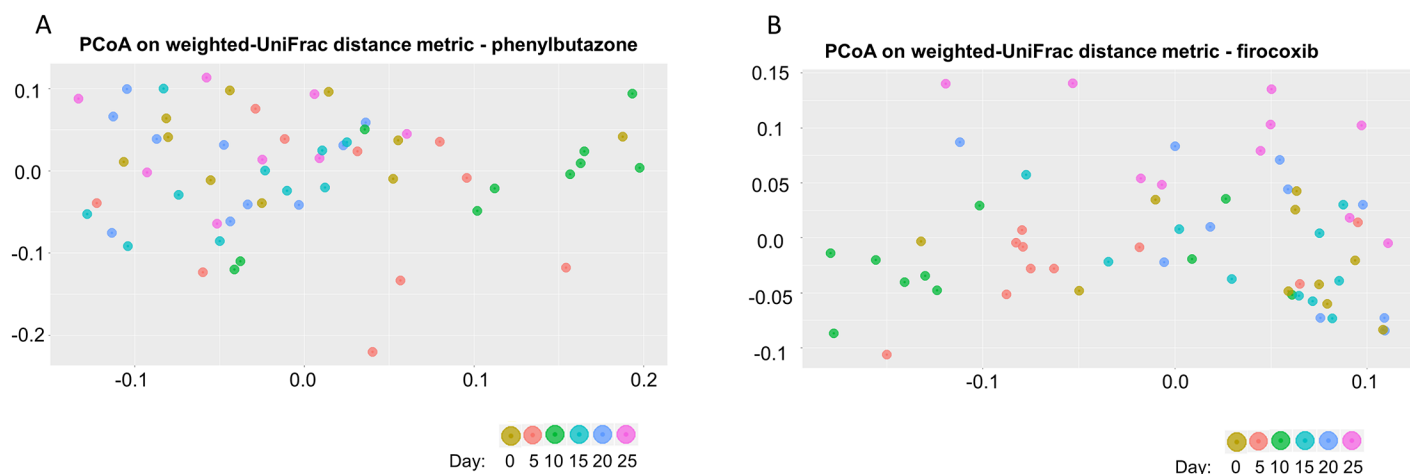 A
PCoA on weighted-UniFrac distance metric - phenylbutazone
0.1
0.0
-0.1
-0.2
-0.1
0.0
0.1
0.2
Day: 0 5 10 15 20 25
B
PCoA on weighted-UniFrac distance metric - firocoxib
0.15
0.1
0.05
0.0
-0.05
-0.1
-0.1
0.0
0.1
Day: 0 5 10 15 20 25